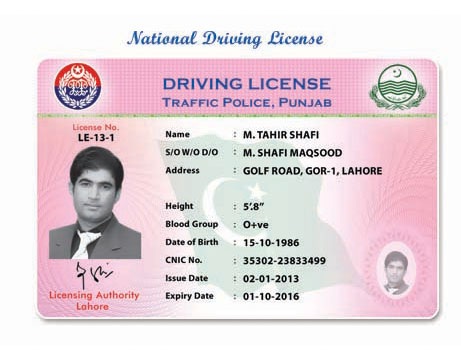 National Driving License
DRIVING LICENSE
TRAFFIC POLICE, PUNJAB
License No.
LE-13-1
Name : M. TAHIR SHAFI
S/O W/O D/O : M. SHAFI MAQSOOD
Address : GOLF ROAD, GOR-1, LAHORE
Height : 5'.8"
Blood Group : O+ve
Date of Birth : 15-10-1986
CNIC No. : 35302-23833499
Issue Date : 02-01-2013
Expiry Date : 01-10-2016
Licensing Authority
Lahore